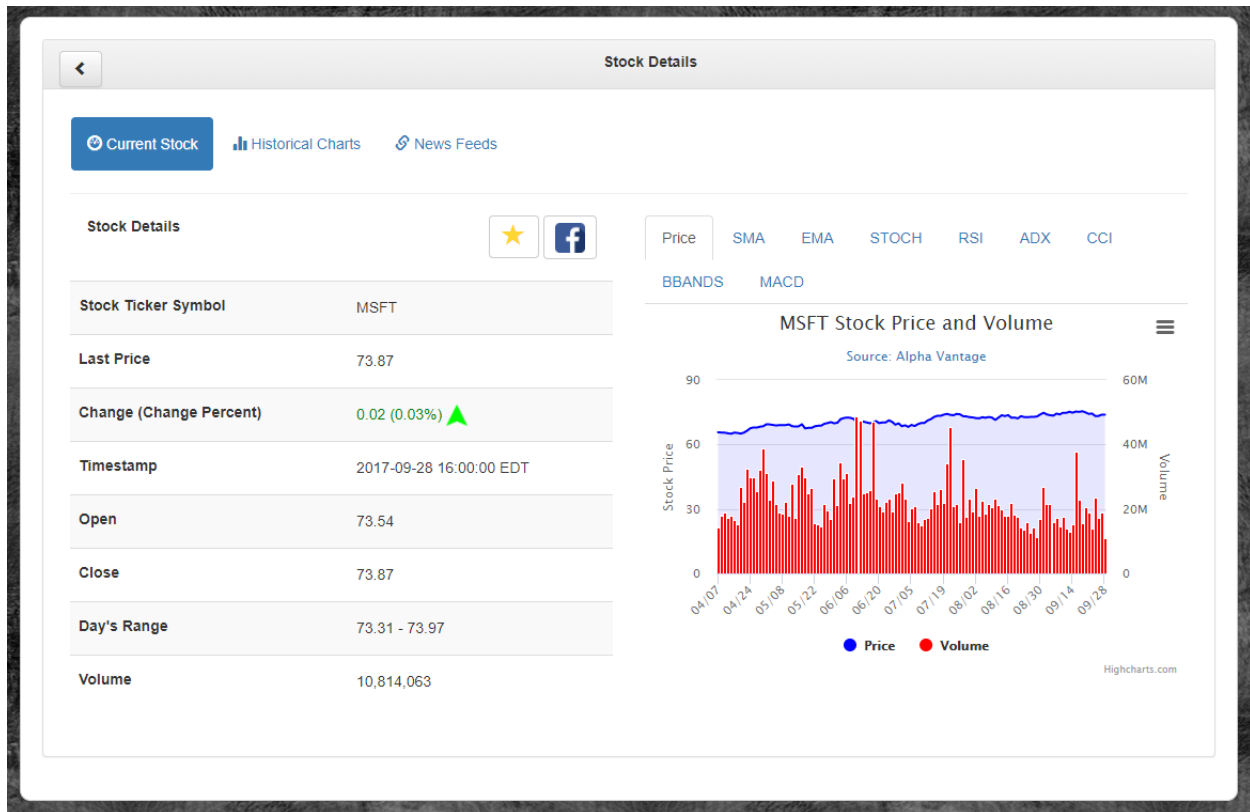 Stock Details
Current Stock
Historical Charts
News Feeds
Stock Details
Stock Ticker Symbol MSFT
Last Price 73.87
Change (Change Percent) 0.02 (0.03%)
Timestamp 2017-09-28 16:00:00 EDT
Open 73.54
Close 73.87
Day's Range 73.31 - 73.97
Volume 10,814,063
Price SMA EMA STOCH RSI ADX CCI
BBANDS MACD
MSFT Stock Price and Volume
Source: Alpha Vantage
Stock Price
90
60
30
0
60M
40M
20M
0
Volume
04/07 04/24 05/08 05/22 06/06 06/20 07/05 07/19 08/02 08/16 08/30 09/14 09/28
Price Volume
Highcharts.com